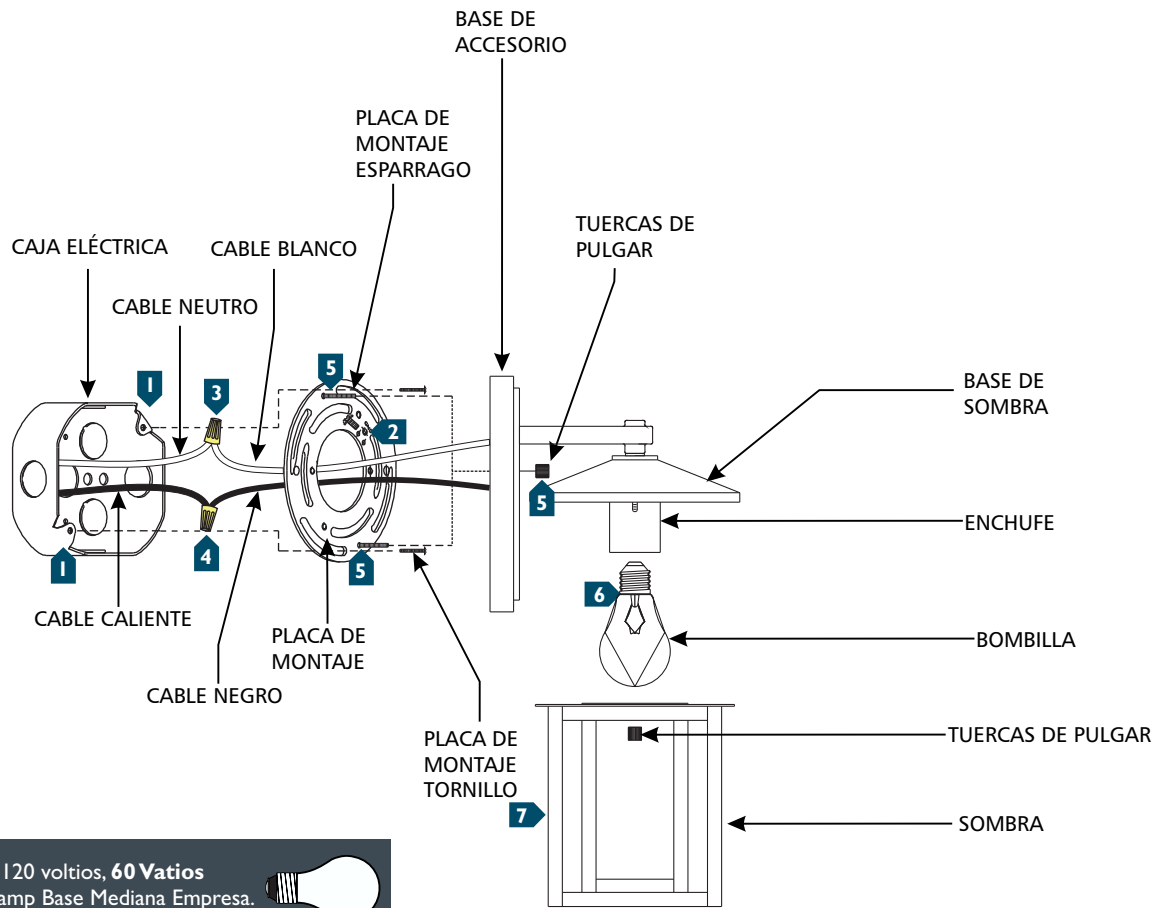 BASE DE
ACCESORIO
PLACA DE
MONTAJE
ESPARRAGO
TUERCAS DE
PULGAR
CAJA ELÉCTRICA
CABLE BLANCO
CABLE NEUTRO
5
1
3
2
BASE DE
SOMBRA
5
ENCHUFE
1
4
5
6
CABLE CALIENTE
PLACA DE
MONTAJE
BOMBILLA
CABLE NEGRO
PLACA DE
MONTAJE
TORNILLO
TUERCAS DE PULGAR
7
SOMBRA
120 voltios, 60 Vatios
amp Base Mediana Empresa.